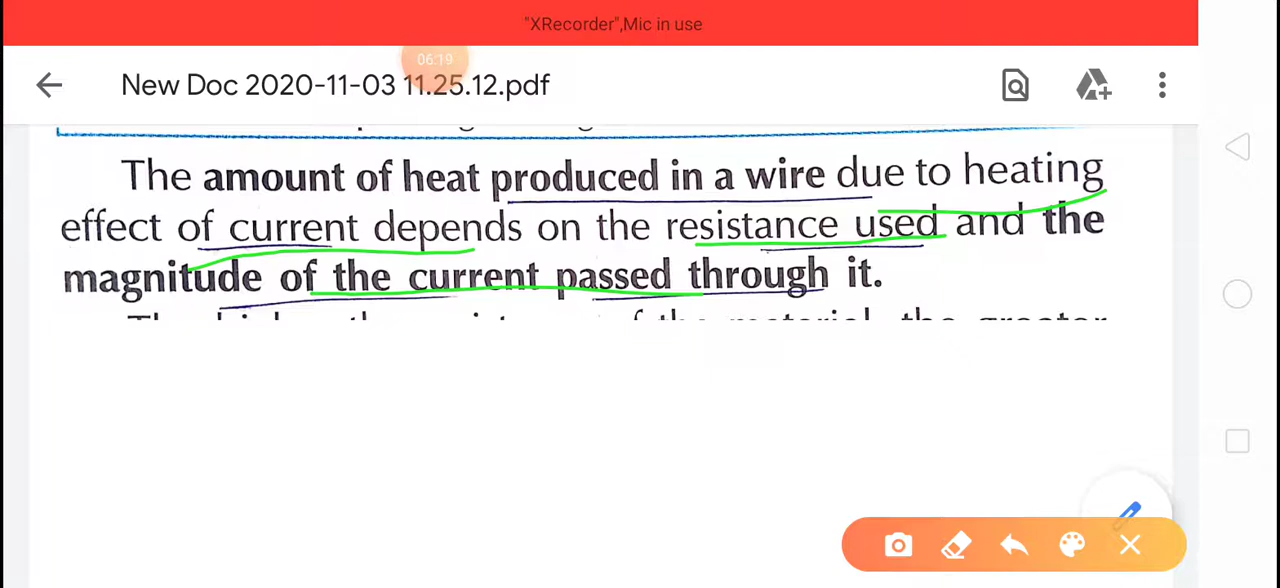 "XRecorder",Mic in use
06:19
New Doc 2020-11-03 11.25.12.pdf
The amount of heat produced in a wire due to heating
effect of current depends on the resistance used and the
magnitude of the current passed through it.